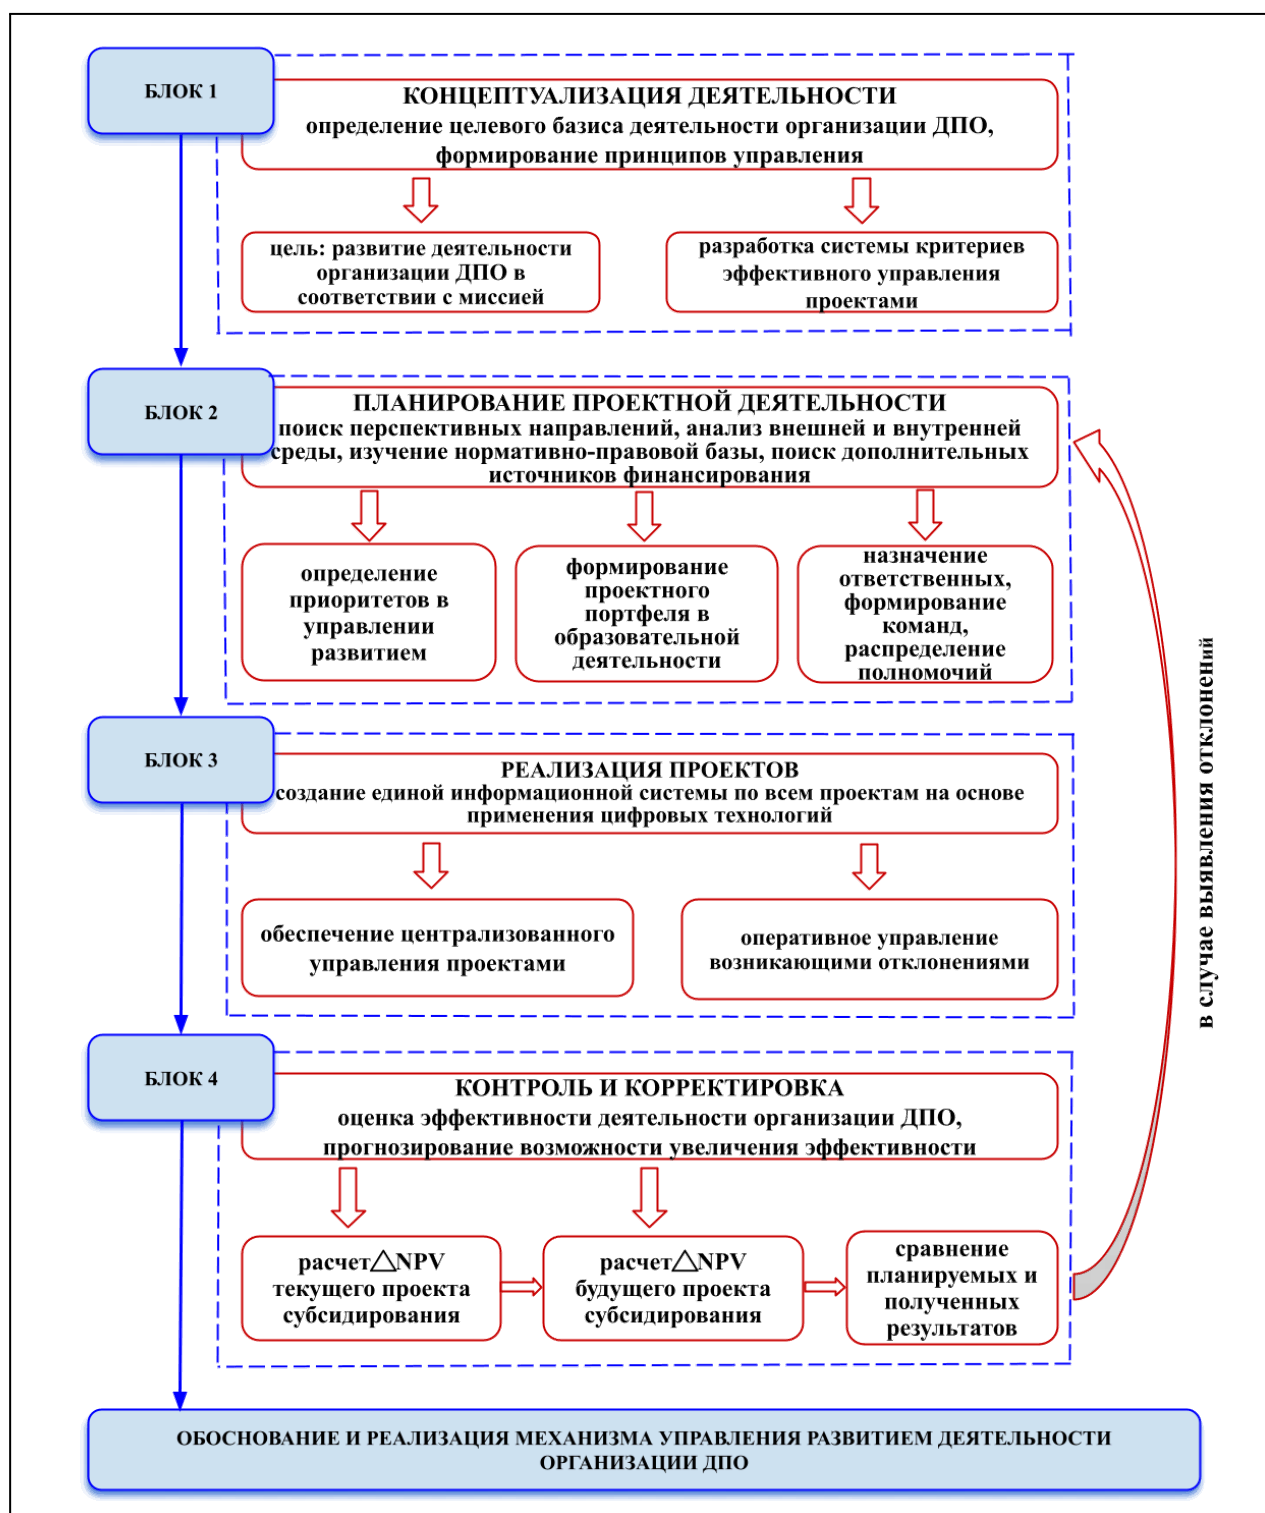 БЛОК 1
КОНЦЕПТУАЛИЗАЦИЯ ДЕЯТЕЛЬНОСТИ
определение целевого базиса деятельности организации ДПО,
формирование принципов управления
цель: развитие деятельности
организации ДПО в
соответствии с миссией
разработка системы критериев
эффективного управления
проектами
БЛОК 2
ПЛАНИРОВАНИЕ ПРОЕКТНОЙ ДЕЯТЕЛЬНОСТИ
поиск перспективных направлений, анализ внешней и внутренней
среды, изучение нормативно-правовой базы, поиск дополнительных
источников финансирования
определение
приоритетов в
управлении
развитием
формирование
проектного
портфеля в
образовательной
деятельности
назначение
ответственных,
формирование
команд,
распределение
полномочий
БЛОК 3
РЕАЛИЗАЦИЯ ПРОЕКТОВ
создание единой информационной системы по всем проектам на основе
применения цифровых технологий
обеспечение централизованного
управления проектами
оперативное управление
возникающими отклонениями
БЛОК 4
КОНТРОЛЬ И КОРРЕКТИРОВКА
оценка эффективности деятельности организации ДПО,
прогнозирование возможности увеличения эффективности
расчет△NPV
текущего проекта
субсидирования
расчет△NPV
будущего проекта
субсидирования
сравнение
планируемых и
полученных
результатов
в случае выявления отклонений
ОБОСНОВАНИЕ И РЕАЛИЗАЦИЯ МЕХАНИЗМА УПРАВЛЕНИЯ РАЗВИТИЕМ ДЕЯТЕЛЬНОСТИ
ОРГАНИЗАЦИИ ДПО